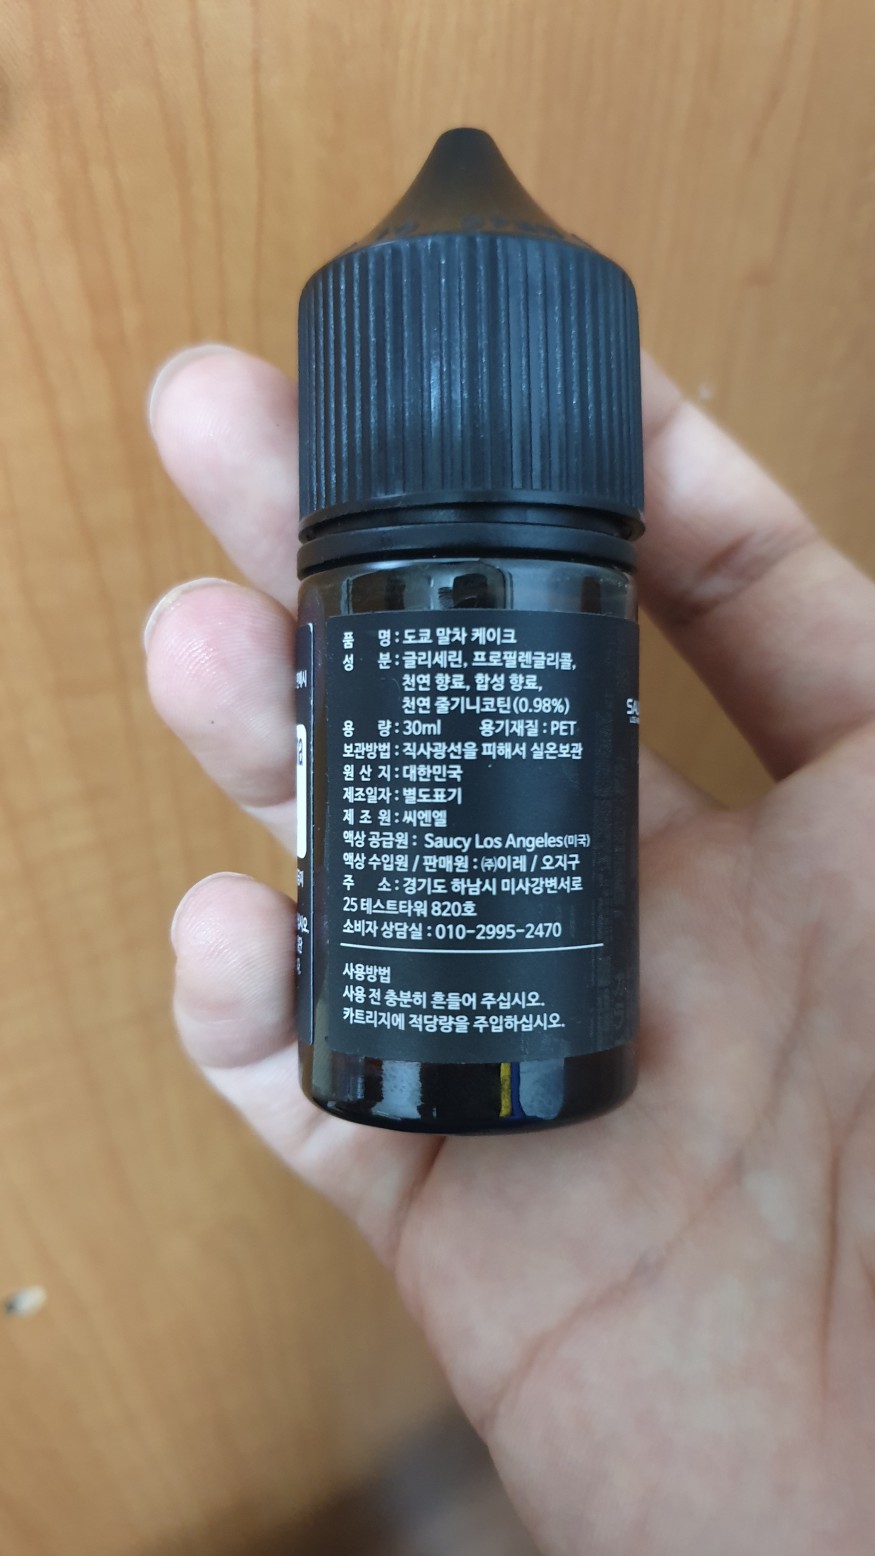 품 명 : 도쿄 말차 케이크
성 분 : 글리세린, 프로필렌글리콜,
천연 향료, 합성 향료,
천연 줄기니코틴(0.98%)
용 량 : 30ml 용기재질 : PET
보관방법 : 직사광선을 피해서 실온보관
원 산 지 : 대한민국
제조일자 : 별도표기
제 조 원 : 씨엔엘
액상 공급원 : Saucy Los Angeles(미국)
액상 수입원 / 판매원 : ㈜이레 / 오지구
주 소 : 경기도 하남시 미사강변서로
25 테스트타워 820호
소비자 상담실 : 010-2995-2470
사용방법
사용 전 충분히 흔들어 주십시오.
카트리지에 적당량을 주입하십시오.